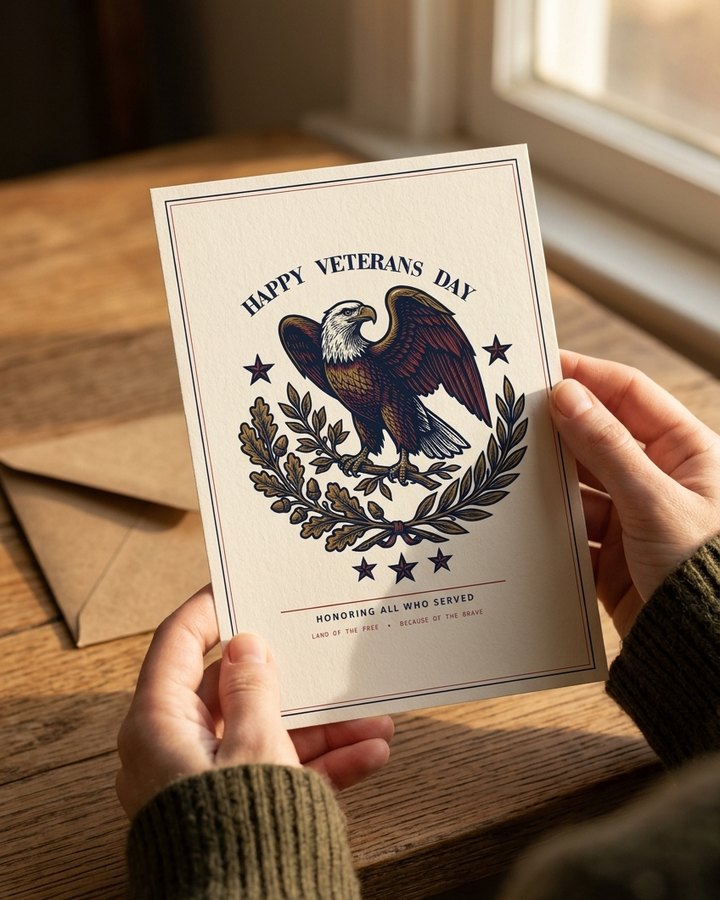 HAPPY VETERANS DAY
HONORING ALL WHO SERVED
LAND OF THE FREE • BECAUSE OF THE BRAVE